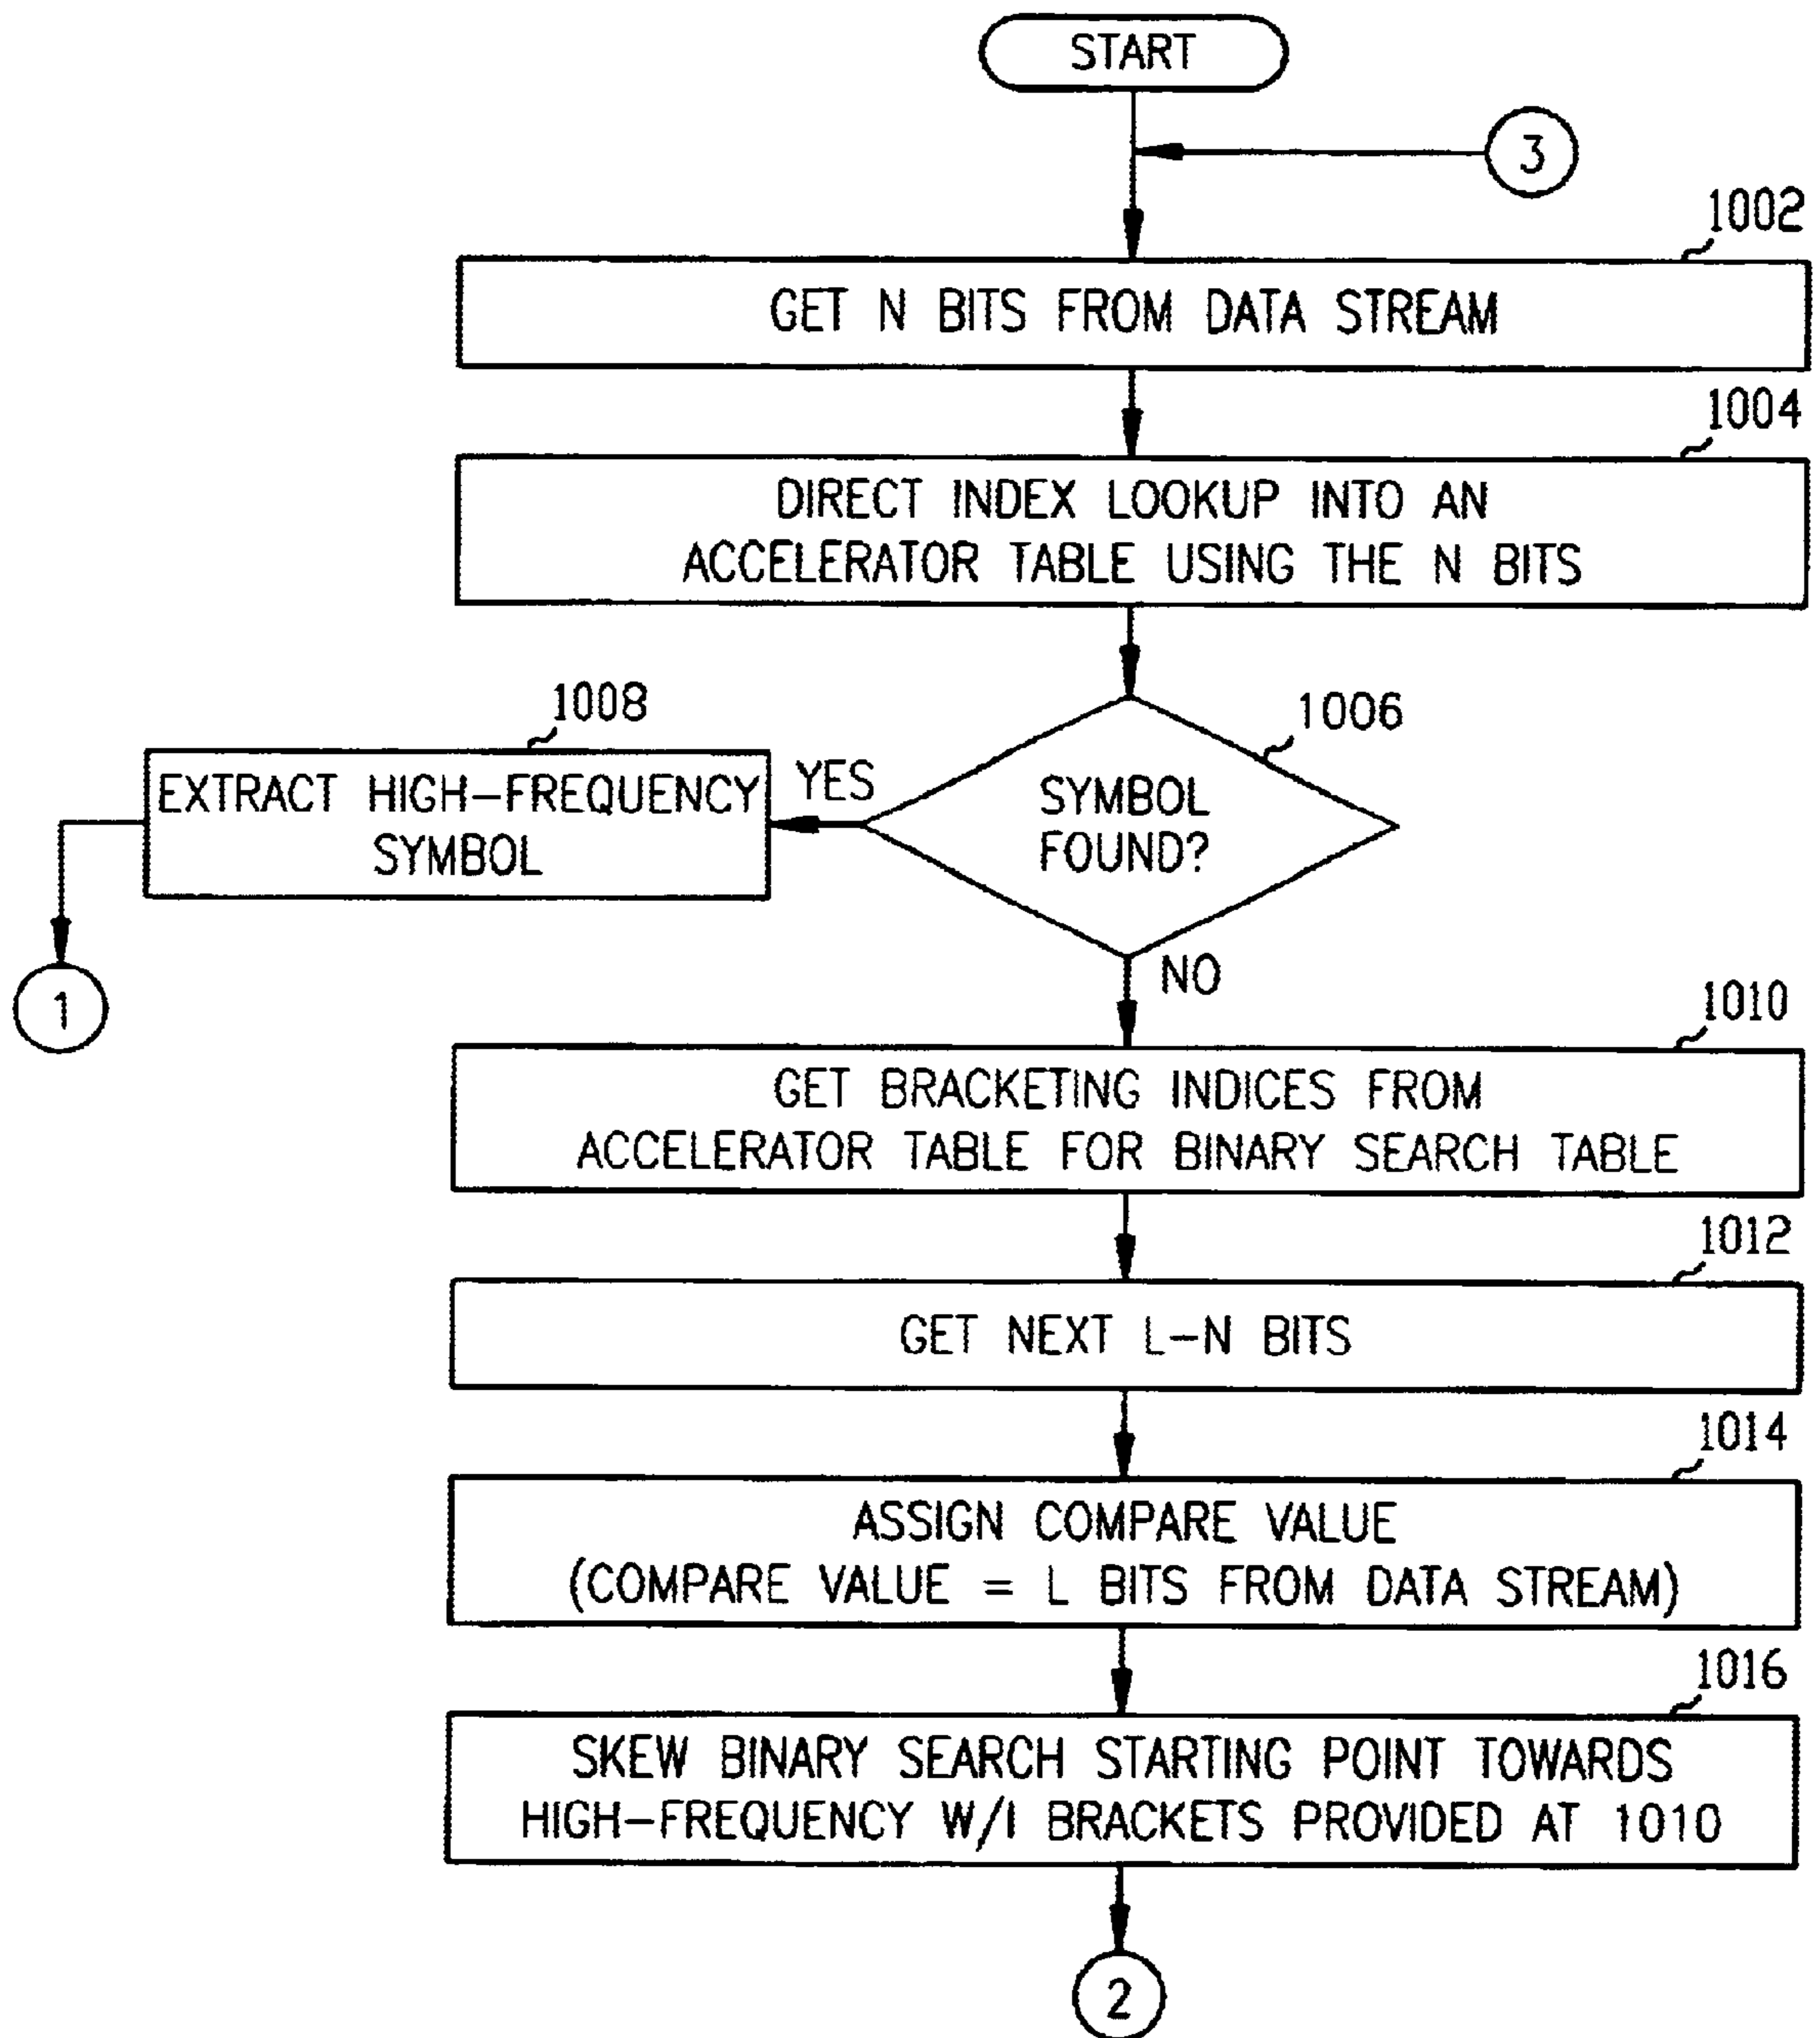 START
3
1002
GET N BITS FROM DATA STREAM
1004
DIRECT INDEX LOOKUP INTO AN
ACCELERATOR TABLE USING THE N BITS
1006
SYMBOL
FOUND?
YES
1008
EXTRACT HIGH-FREQUENCY
SYMBOL
1
NO
1010
GET BRACKETING INDICES FROM
ACCELERATOR TABLE FOR BINARY SEARCH TABLE
1012
GET NEXT L-N BITS
1014
ASSIGN COMPARE VALUE
(COMPARE VALUE = L BITS FROM DATA STREAM)
1016
SKEW BINARY SEARCH STARTING POINT TOWARDS
HIGH-FREQUENCY W/I BRACKETS PROVIDED AT 1010
2